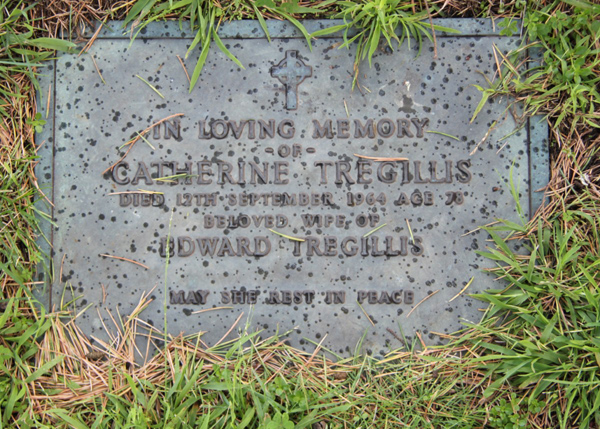 IN LOVING MEMORY
-OF-
CATHERINE TREGILLIS
DIED 12TH SEPTEMBER 1964 AGE 78
BELOVED WIFE OF
EDWARD TREGILLIS
MAY SHE REST IN PEACE